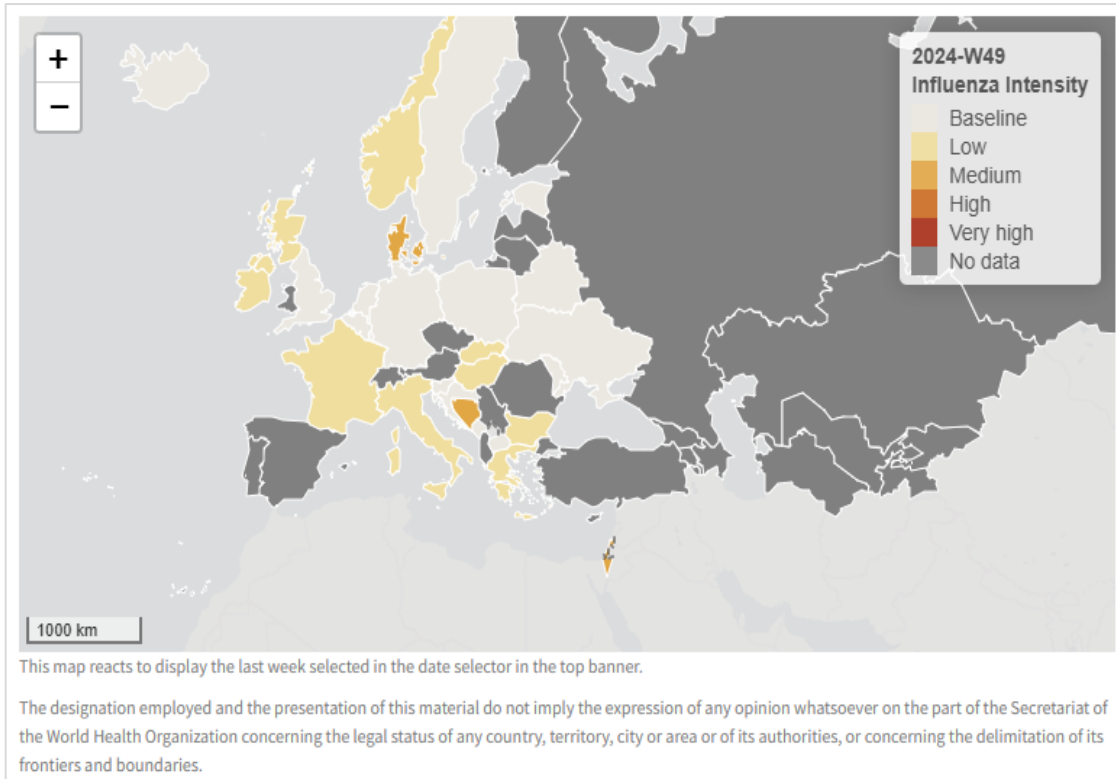 +
−
2024-W49
Influenza Intensity
Baseline
Low
Medium
High
Very high
No data
1000 km
This map reacts to display the last week selected in the date selector in the top banner.
The designation employed and the presentation of this material do not imply the expression of any opinion whatsoever on the part of the Secretariat of
the World Health Organization concerning the legal status of any country, territory, city or area or of its authorities, or concerning the delimitation of its
frontiers and boundaries.